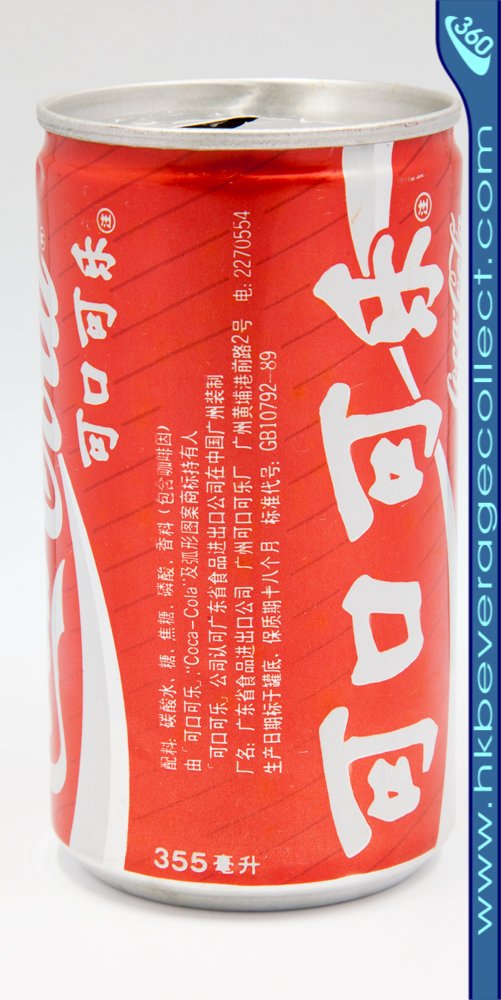 360
www.hkbeveragecollect.com
Cola®
可口可乐 注
配料: 碳酸水、糖、焦糖、磷酸、香料(包含咖啡因)
由「可口可乐」"Coca-Cola"及弧形图案商标持有人
「可口可乐」公司认可广东省食品进出口公司在中国广州装制
厂名: 广东省食品进出口公司 广州可口可乐厂 广州黄埔港前路2号 电: 2270554
生产日期标于罐底, 保质期十八个月 标准代号: GB10792-89
355毫升
可口可乐 注
Coca-Cola